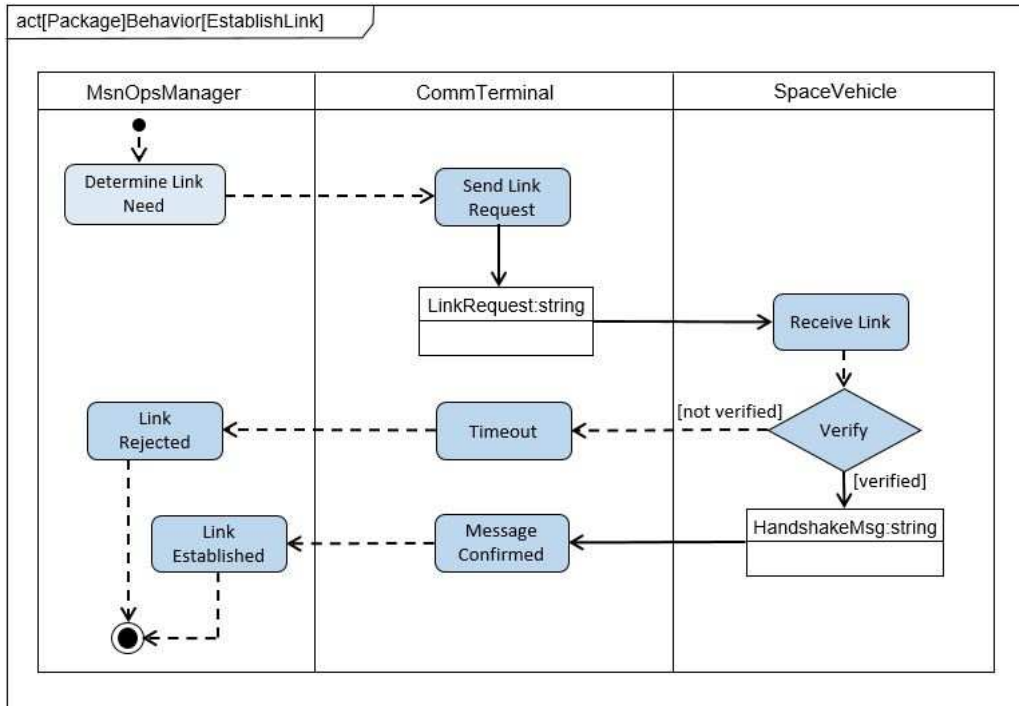 act[Package]Behavior[EstablishLink]
MsnOpsManager
CommTerminal
SpaceVehicle
Determine Link
Need
Send Link
Request
LinkRequest:string
Receive Link
Link
Rejected
Timeout
[not verified]
Verify
[verified]
Link
Established
Message
Confirmed
HandshakeMsg:string